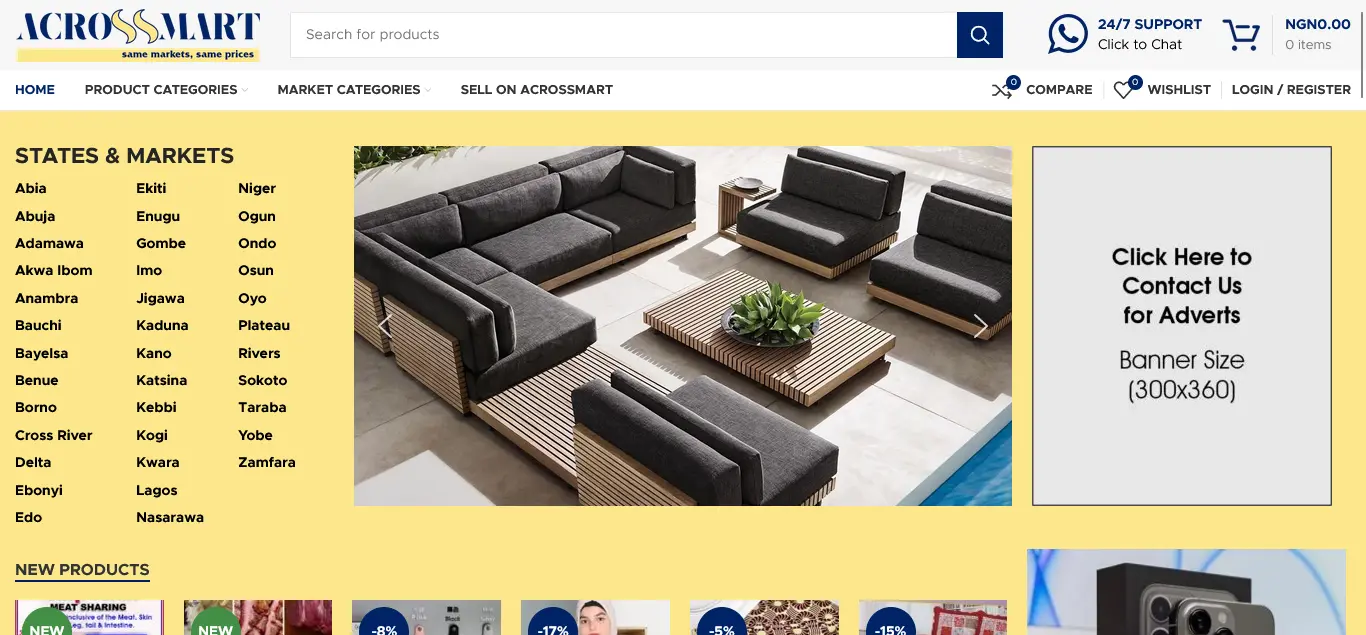 ACROSSMART
same markets, same prices
Search for products
24/7 SUPPORT
Click to Chat
NGN0.00
0 items
HOME
PRODUCT CATEGORIES
MARKET CATEGORIES
SELL ON ACROSSMART
0
COMPARE
0
WISHLIST
LOGIN / REGISTER
STATES & MARKETS
Abia
Abuja
Adamawa
Akwa Ibom
Anambra
Bauchi
Bayelsa
Benue
Borno
Cross River
Delta
Ebonyi
Edo
Ekiti
Enugu
Gombe
Imo
Jigawa
Kaduna
Kano
Katsina
Kebbi
Kogi
Kwara
Lagos
Nasarawa
Niger
Ogun
Ondo
Osun
Oyo
Plateau
Rivers
Sokoto
Taraba
Yobe
Zamfara
Click Here to
Contact Us
for Adverts
Banner Size
(300x360)
NEW PRODUCTS
MEAT SHARING
of the Meat, Skin
Leg, tail & Intestine.
NEW
NEW
-8%
Black
-17%
-5%
-15%